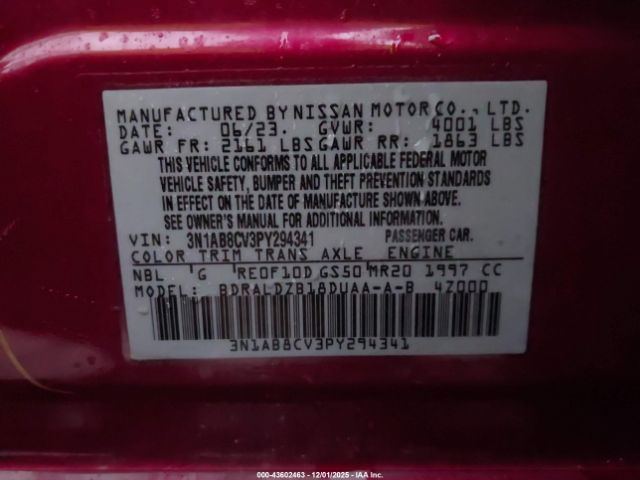 MANUFACTURED BY NISSAN MOTOR CO., LTD.
DATE: 06/23. GVWR: 4001 LBS
GAWR FR: 2161 LBS GAWR RR: 1863 LBS
THIS VEHICLE CONFORMS TO ALL APPLICABLE FEDERAL MOTOR
VEHICLE SAFETY, BUMPER AND THEFT PREVENTION STANDARDS
IN EFFECT ON THE DATE OF MANUFACTURE SHOWN ABOVE.
SEE OWNER'S MANUAL FOR ADDITIONAL INFORMATION
VIN: 3N1AB8CV3PY294341 PASSENGER CAR.
COLOR TRIM TRANS AXLE ENGINE
NBL G RE0F10D GS50 MR20 1997 CC
MODEL: BDRALDZB18DUAA-A-B 4Z000
3N1AB8CV3PY294341
000-43602463 - 12/01/2025 - IAA Inc.